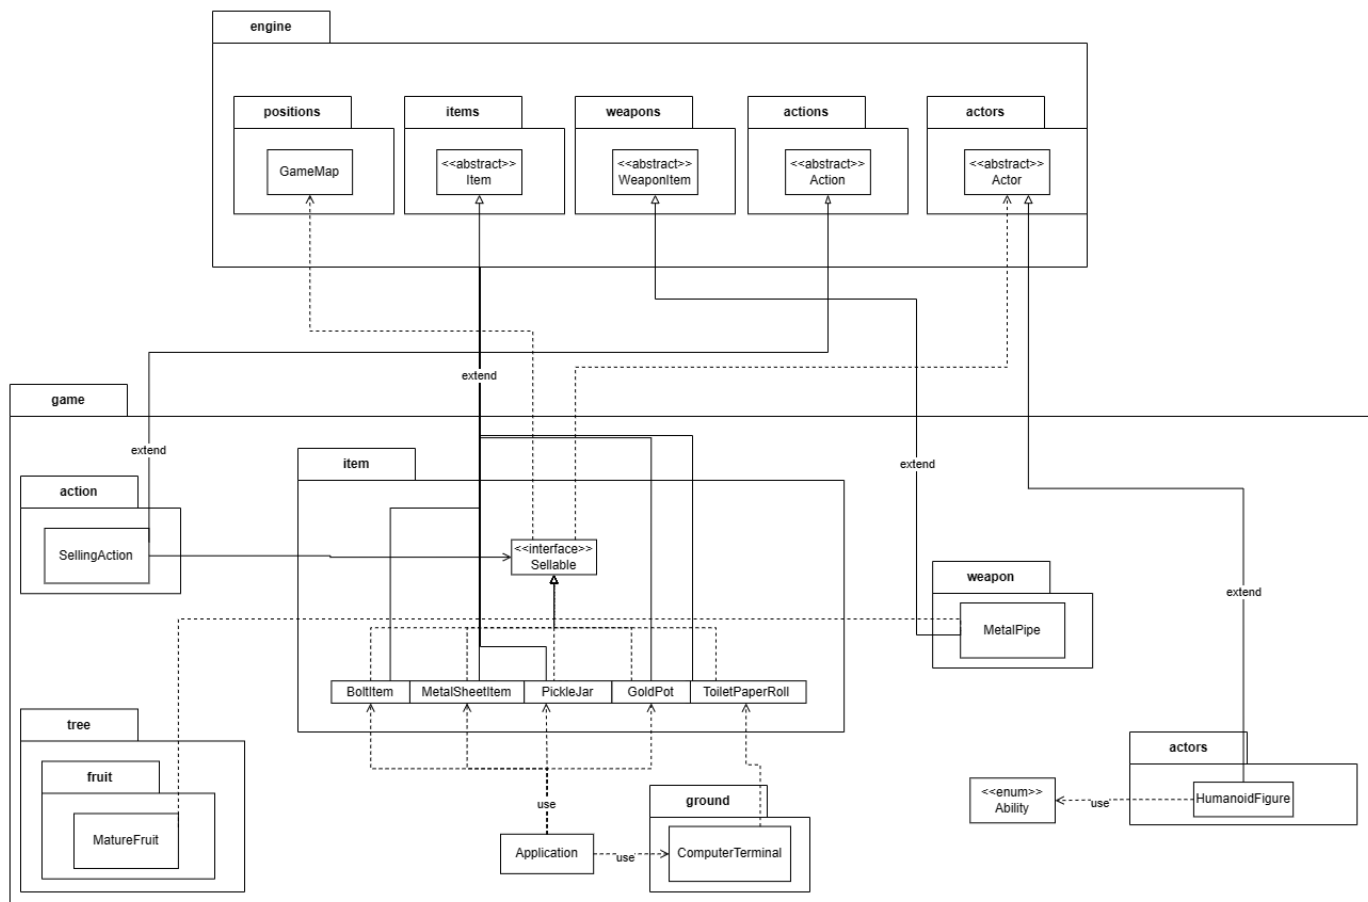 engine
positions
items
weapons
actions
actors
GameMap
<<abstract>>
Item
<<abstract>>
WeaponItem
<<abstract>>
Action
<<abstract>>
Actor
extend
game
extend
item
extend
action
SellingAction
<<interface>>
Sellable
weapon
extend
MetalPipe
BoltItem
MetalSheetItem
PickleJar
GoldPot
ToiletPaperRoll
tree
actors
fruit
<<enum>>
Ability
use
HumanoidFigure
use
ground
MatureFruit
Application
use
ComputerTerminal